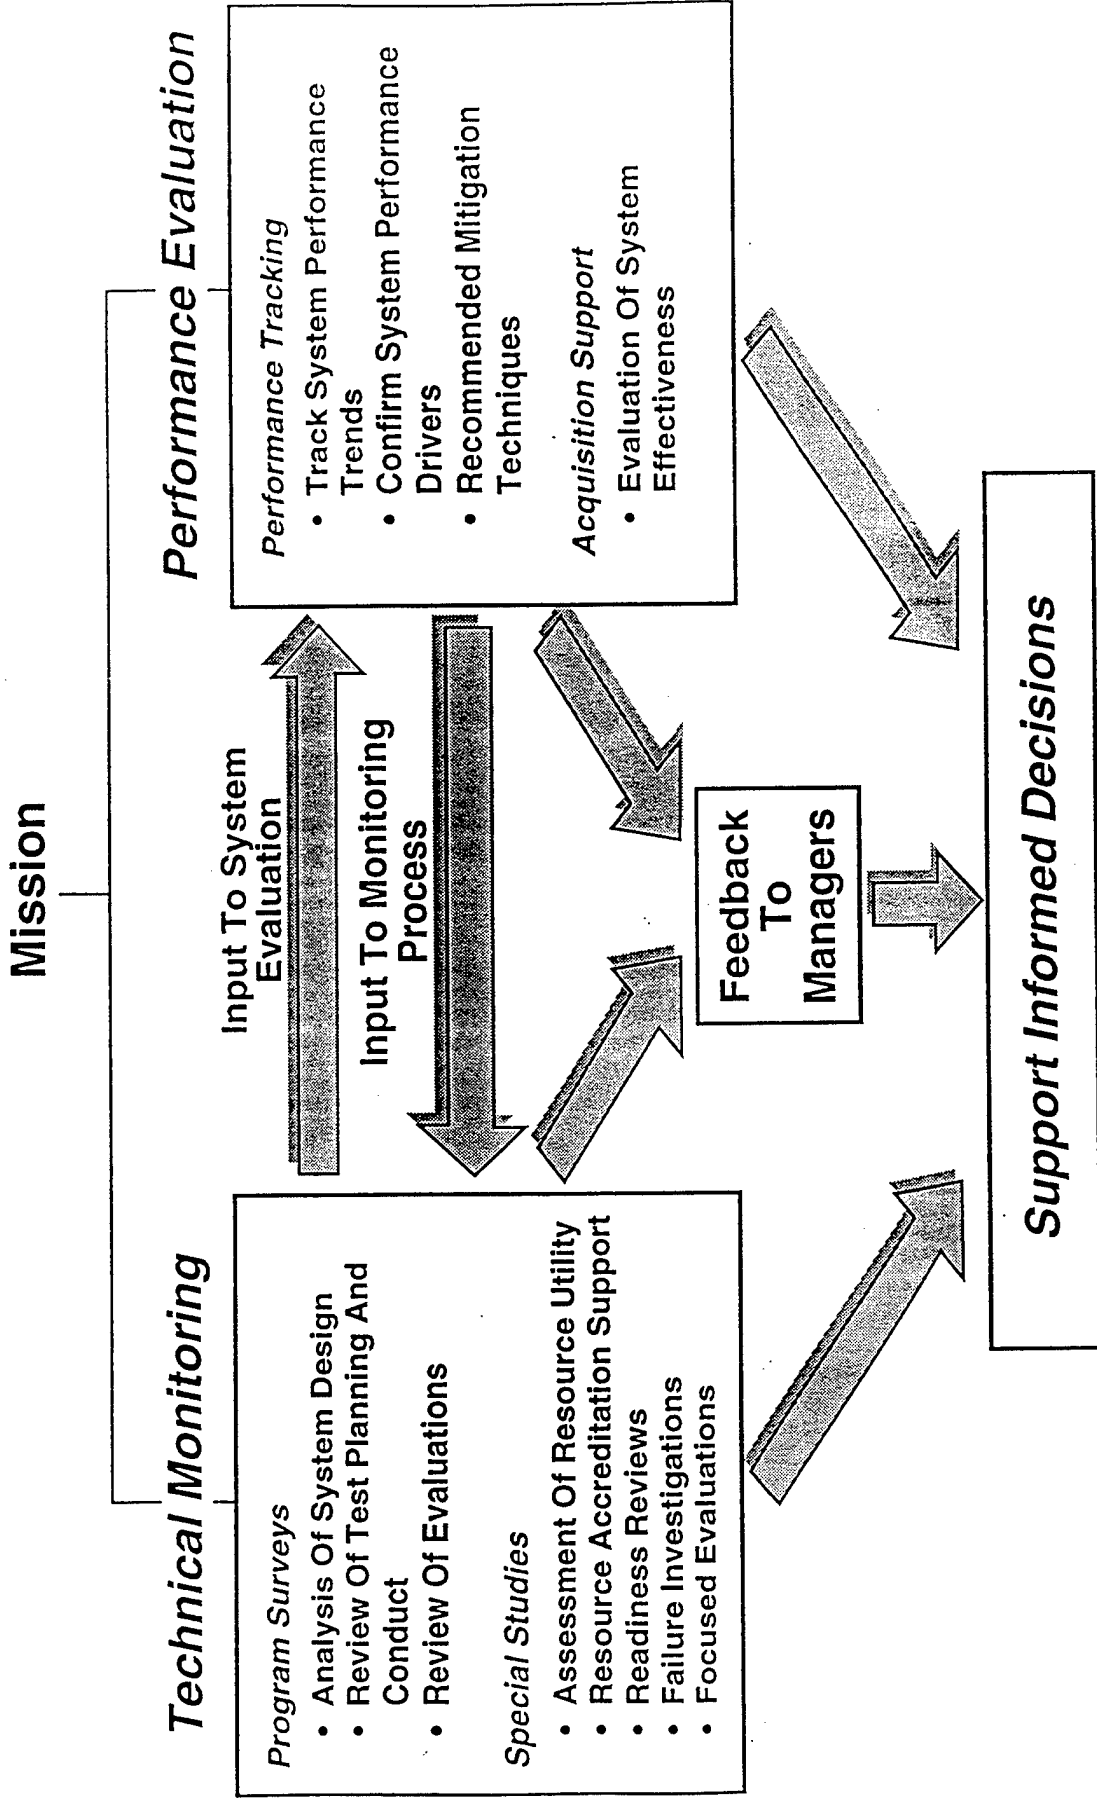 Mission
Technical Monitoring
Program Surveys
• Analysis Of System Design
• Review Of Test Planning And
Conduct
• Review Of Evaluations
Special Studies
• Assessment Of Resource Utility
• Resource Accreditation Support
• Readiness Reviews
• Failure Investigations
• Focused Evaluations
Input To System
Evaluation
Input To Monitoring
Process
Performance Evaluation
Performance Tracking
• Track System Performance
Trends
• Confirm System Performance
Drivers
• Recommended Mitigation
Techniques
Acquisition Support
• Evaluation Of System
Effectiveness
Feedback
To
Managers
Support Informed Decisions